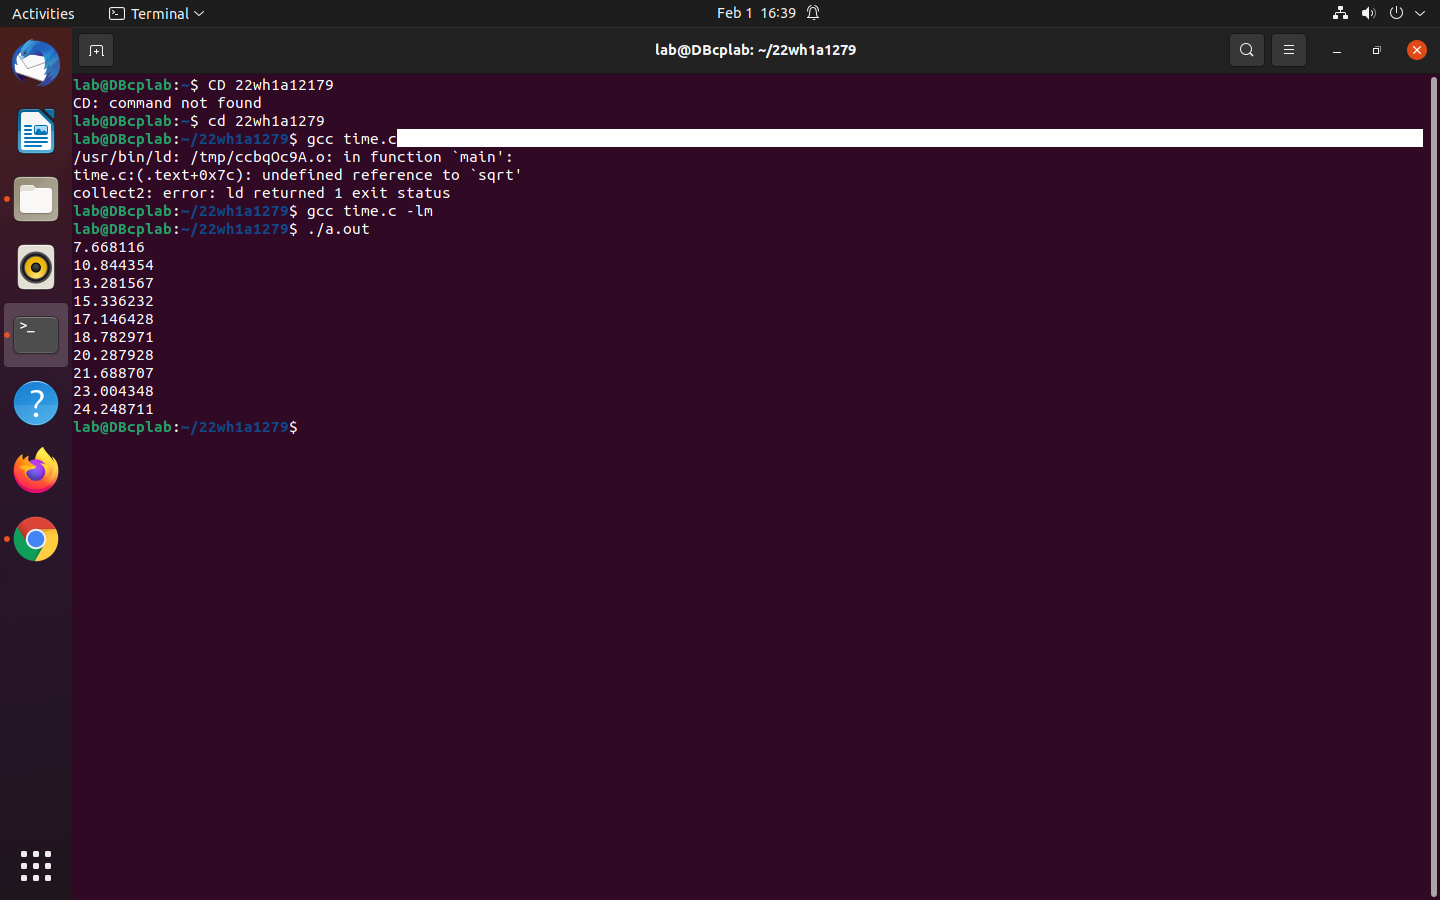 Activities
Terminal
Feb 1 16:39
lab@DBcplab: ~/22wh1a1279
lab@DBcplab:~$ CD 22wh1a12179
CD: command not found
lab@DBcplab:~$ cd 22wh1a1279
lab@DBcplab:~/22wh1a1279$ gcc time.c
/usr/bin/ld: /tmp/ccbqOc9A.o: in function `main':
time.c:(.text+0x7c): undefined reference to `sqrt'
collect2: error: ld returned 1 exit status
lab@DBcplab:~/22wh1a1279$ gcc time.c -lm
lab@DBcplab:~/22wh1a1279$ ./a.out
7.668116
10.844354
13.281567
15.336232
17.146428
18.782971
20.287928
21.688707
23.004348
24.248711
lab@DBcplab:~/22wh1a1279$